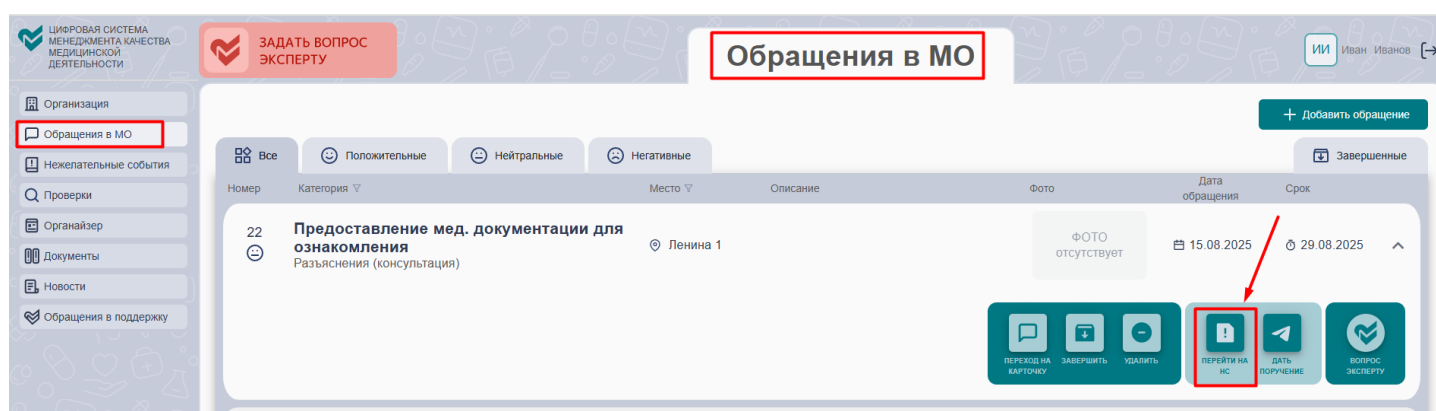 ЦИФРОВАЯ СИСТЕМА
МЕНЕДЖМЕНТА КАЧЕСТВА
МЕДИЦИНСКОЙ
ДЕЯТЕЛЬНОСТИ
ЗАДАТЬ ВОПРОС
ЭКСПЕРТУ
Обращения в МО
ИИ Иван Иванов
Организация
Обращения в МО
Нежелательные события
Проверки
Органайзер
Документы
Новости
Обращения в поддержку
+ Добавить обращение
Все Положительные Нейтральные Негативные Завершенные
Номер Категория Место Описание Фото Дата обращения Срок
22
Предоставление мед. документации для
ознакомления
Разъяснения (консультация)
Ленина 1
ФОТО
отсутствует
15.08.2025
29.08.2025
ПЕРЕХОД НА
КАРТОЧКУ
ЗАВЕРШИТЬ
УДАЛИТЬ
ПЕРЕЙТИ НА
НС
ДАТЬ
ПОРУЧЕНИЕ
ВОПРОС
ЭКСПЕРТУ